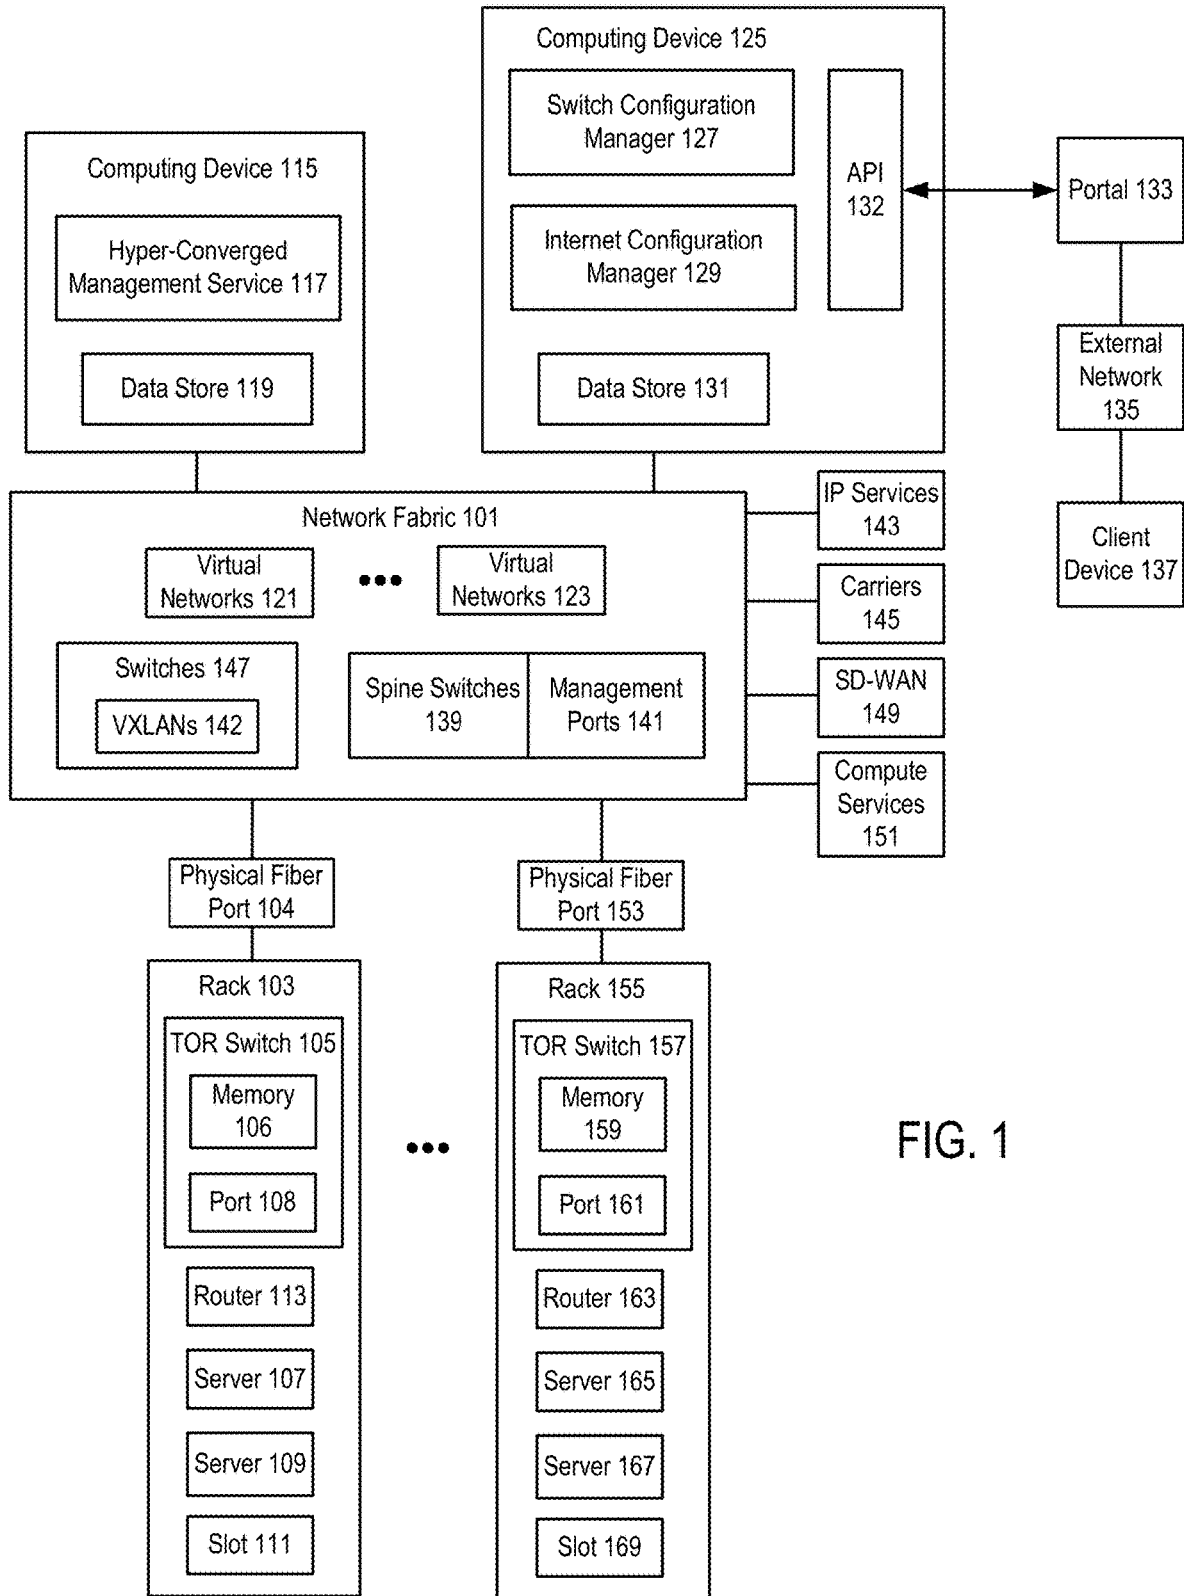 Computing Device 125
Switch Configuration
Manager 127
API
132
Internet Configuration
Manager 129
Data Store 131
Computing Device 115
Hyper-Converged
Management Service 117
Data Store 119
Portal 133
External
Network
135
Client
Device 137
Network Fabric 101
Virtual
Networks 121
Virtual
Networks 123
Switches 147
VXLANs 142
Spine Switches
139
Management
Ports 141
IP Services
143
Carriers
145
SD-WAN
149
Compute
Services
151
Physical Fiber
Port 104
Physical Fiber
Port 153
Rack 103
TOR Switch 105
Memory
106
Port 108
Router 113
Server 107
Server 109
Slot 111
Rack 155
TOR Switch 157
Memory
159
Port 161
Router 163
Server 165
Server 167
Slot 169
FIG. 1